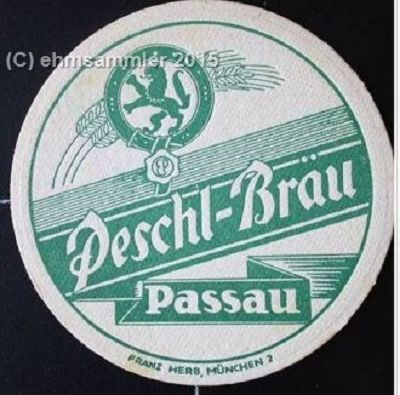 (C) ehmsammler 2015
Peschl-Bräu
Passau
FRANZ HERB, MÜNCHEN 2